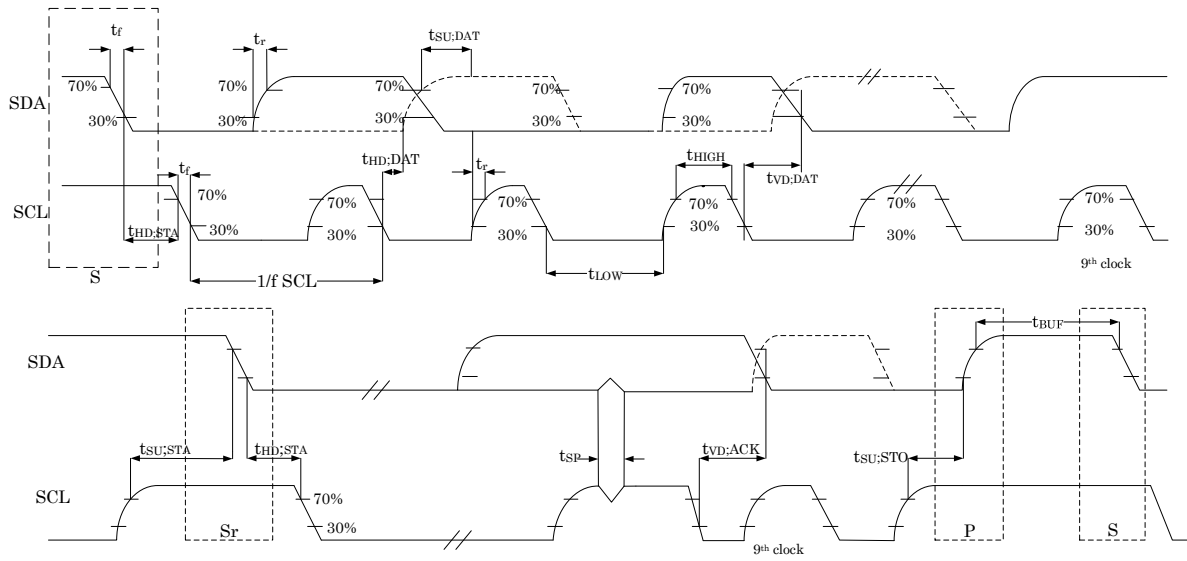 tf
tr
tSU;DAT
70%
70%
70%
70%
70%
70%
SDA
30%
30%
30%
30%
30%
30%
tHD;DAT
tr
tHIGH
tVD;DAT
tf
70%
SCL
70%
70%
70%
70%
70%
tHD;STA
30%
30%
30%
30%
30%
30%
S
1/f SCL
tLOW
9th clock
tBUF
SDA
tSU;STA
tHD;STA
tSP
tVD;ACK
tSU;STO
SCL
70%
30%
Sr
P
S
9th clock